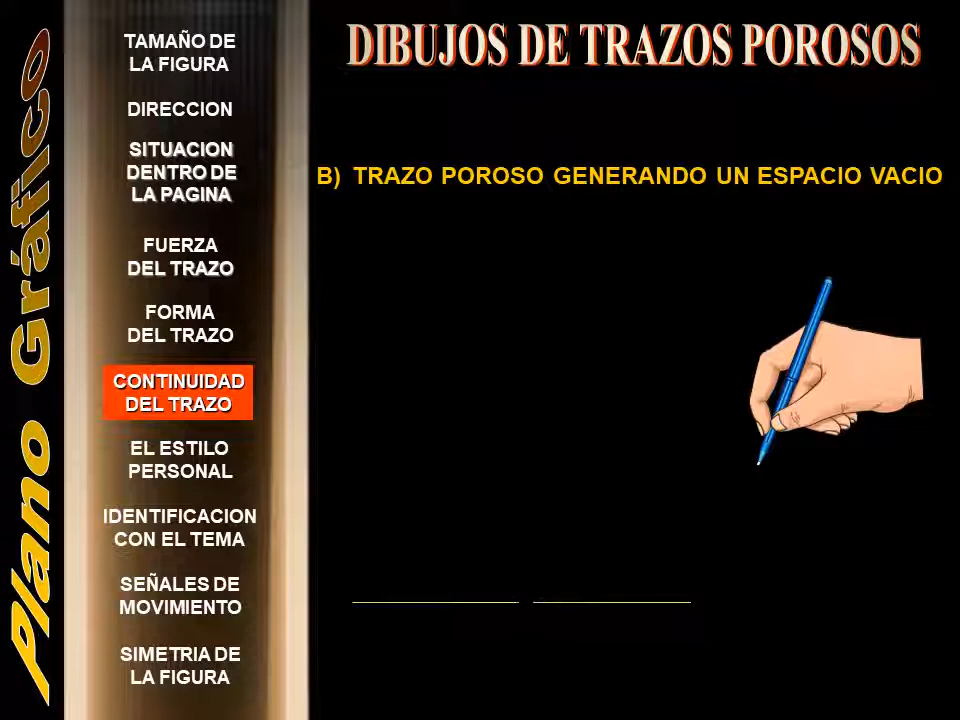 Plano Gráfico
TAMAÑO DE
LA FIGURA
DIRECCION
SITUACION
DENTRO DE
LA PAGINA
FUERZA
DEL TRAZO
FORMA
DEL TRAZO
CONTINUIDAD
DEL TRAZO
EL ESTILO
PERSONAL
IDENTIFICACION
CON EL TEMA
SEÑALES DE
MOVIMIENTO
SIMETRIA DE
LA FIGURA
DIBUJOS DE TRAZOS POROSOS
B) TRAZO POROSO GENERANDO UN ESPACIO VACIO